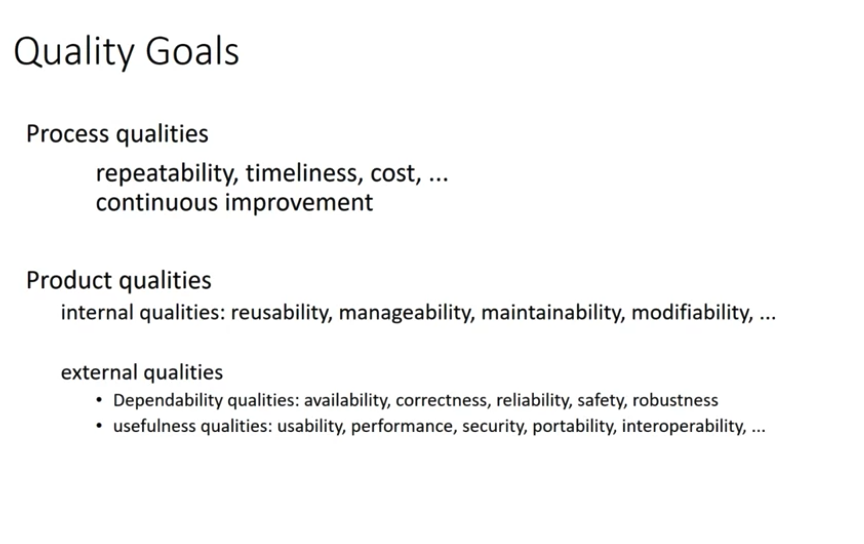 Quality Goals
Process qualities
repeatability, timeliness, cost, ...
continuous improvement
Product qualities
internal qualities: reusability, manageability, maintainability, modifiability, ...
external qualities
• Dependability qualities: availability, correctness, reliability, safety, robustness
• usefulness qualities: usability, performance, security, portability, interoperability, ...